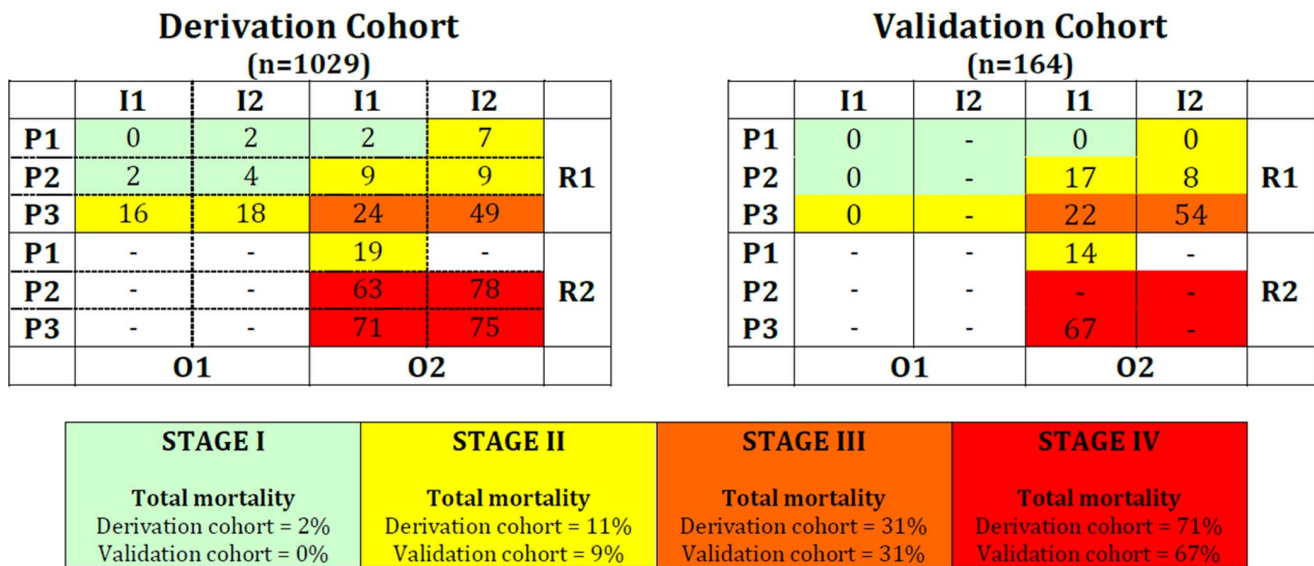 Derivation Cohort
(n=1029)
I1 I2 I1 I2
P1 0 2 2 7
P2 2 4 9 9 R1
P3 16 18 24 49
P1 - - 19 -
P2 - - 63 78 R2
P3 - - 71 75
O1 O2
Validation Cohort
(n=164)
I1 I2 I1 I2
P1 0 - 0 0
P2 0 - 17 8 R1
P3 0 - 22 54
P1 - - 14 -
P2 - - - - R2
P3 - - 67 -
O1 O2
STAGE I
Total mortality
Derivation cohort = 2%
Validation cohort = 0%
STAGE II
Total mortality
Derivation cohort = 11%
Validation cohort = 9%
STAGE III
Total mortality
Derivation cohort = 31%
Validation cohort = 31%
STAGE IV
Total mortality
Derivation cohort = 71%
Validation cohort = 67%